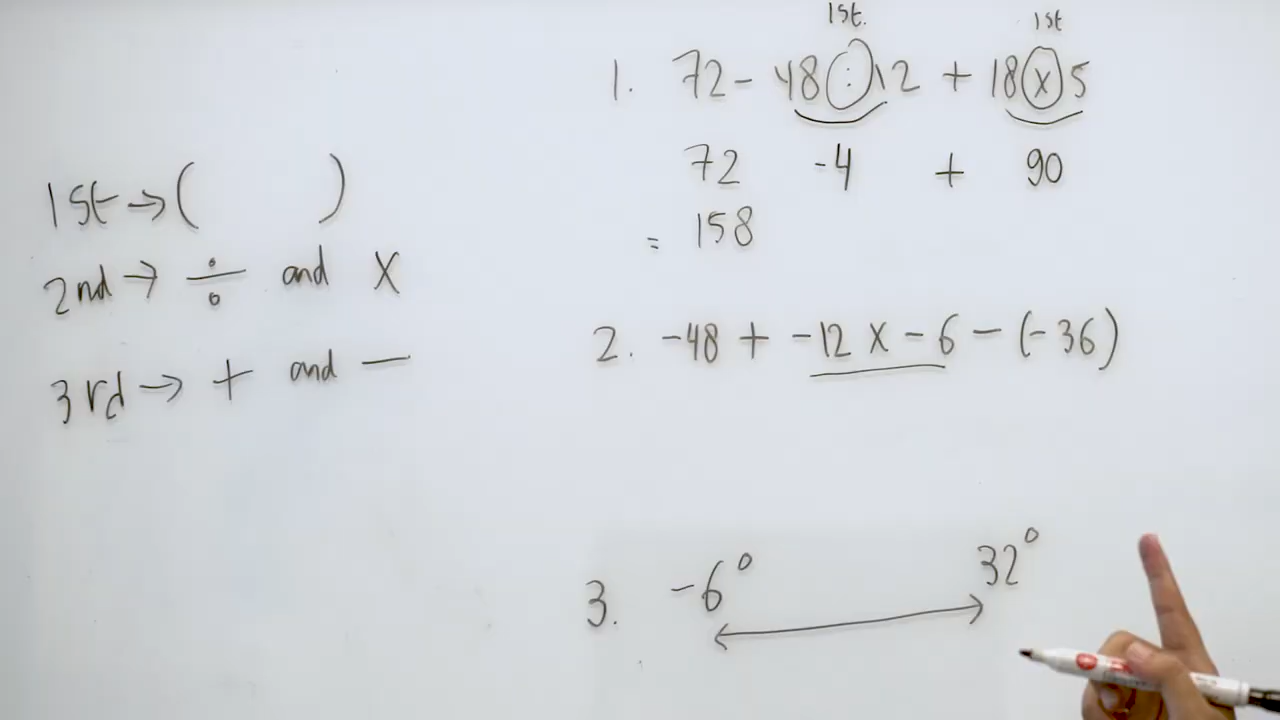 1st → ( )
2nd → ÷ and x
3rd → + and —
1st. 1st
1. 72 - 48 : 12 + 18 x 5
72 -4 + 90
= 158
2. -48 + -12 x -6 - (-36)
3. -6° 32°